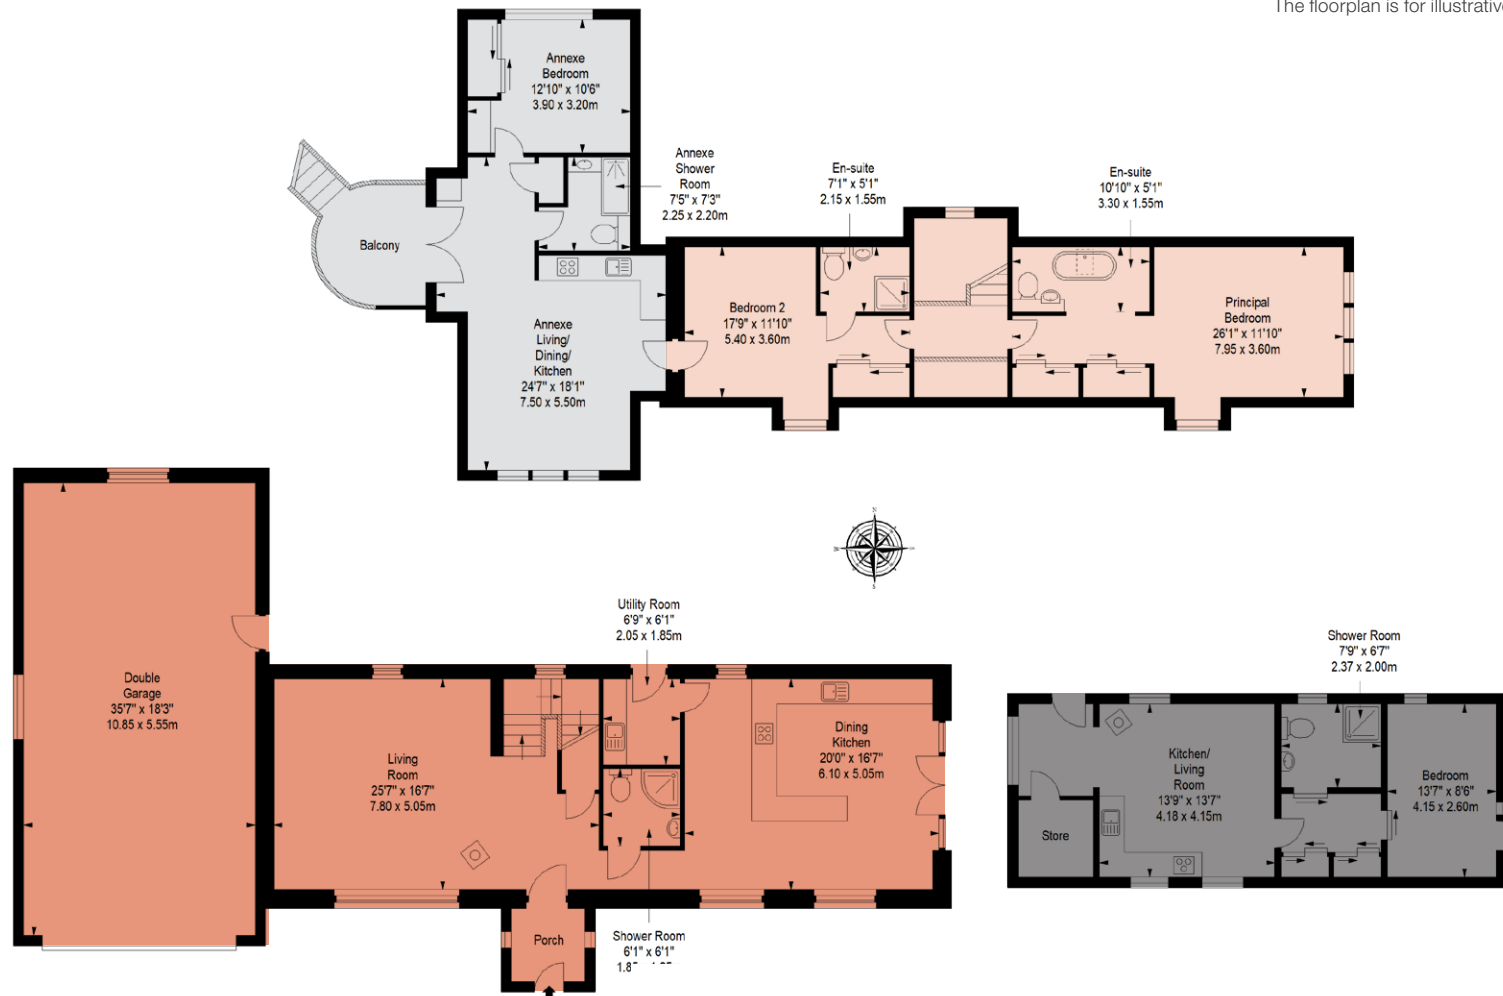 The floorplan is for illustrative
Annexe
Bedroom
12'10" x 10'6"
3.90 x 3.20m
Annexe
Shower
Room
7'5" x 7'3"
2.25 x 2.20m
En-suite
7'1" x 5'1"
2.15 x 1.55m
En-suite
10'10" x 5'1"
3.30 x 1.55m
Balcony
Annexe
Living/
Dining/
Kitchen
24'7" x 18'1"
7.50 x 5.50m
Bedroom 2
17'9" x 11'10"
5.40 x 3.60m
Principal
Bedroom
26'1" x 11'10"
7.95 x 3.60m
N
S
Double
Garage
35'7" x 18'3"
10.85 x 5.55m
Living
Room
25'7" x 16'7"
7.80 x 5.05m
Utility Room
6'9" x 6'1"
2.05 x 1.85m
Dining
Kitchen
20'0" x 16'7"
6.10 x 5.05m
Porch
Shower Room
6'1" x 6'1"
Shower Room
7'9" x 6'7"
2.37 x 2.00m
Kitchen/
Living
Room
13'9" x 13'7"
4.18 x 4.15m
Store
Bedroom
13'7" x 8'6"
4.15 x 2.60m